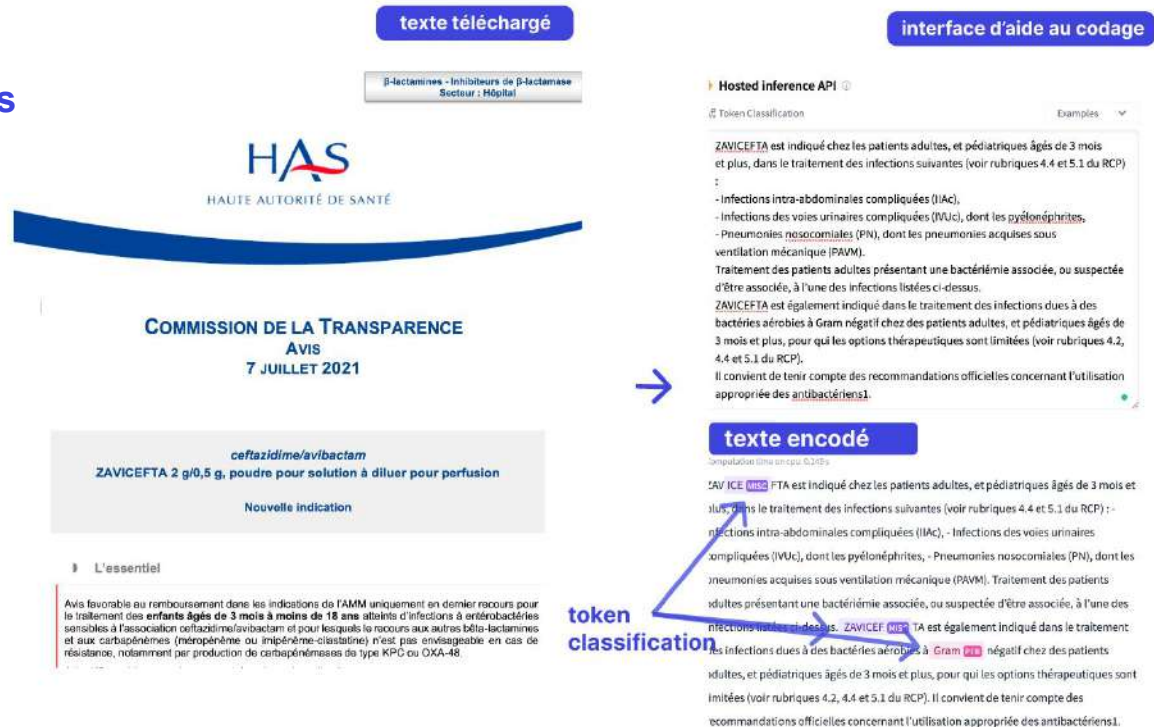 texte téléchargé
s
β-lactamines - Inhibiteurs de β-lactamase
Secteur : Hôpital
HAS
HAUTE AUTORITÉ DE SANTÉ
COMMISSION DE LA TRANSPARENCE
AVIS
7 JUILLET 2021
ceftazidime/avibactam
ZAVICEFTA 2 g/0,5 g, poudre pour solution à diluer pour perfusion
Nouvelle indication
L'essentiel
Avis favorable au remboursement dans les indications de l'AMM uniquement en dernier recours pour
le traitement des enfants âgés de 3 mois à moins de 18 ans atteints d'infections à entérobactéries
sensibles à l'association ceftazidime/avibactam et pour lesquels le recours aux autres bêta-lactamines
et aux carbapénèmes (méropénème ou imipénème-cilastatine) n'est pas envisageable en cas de
résistance, notamment par production de carbapénémases de type KPC ou OXA-48.
interface d'aide au codage
Hosted inference API
Token Classification
Examples
ZAVICEFTA est indiqué chez les patients adultes, et pédiatriques âgés de 3 mois
et plus, dans le traitement des infections suivantes (voir rubriques 4.4 et 5.1 du RCP)
:
- Infections intra-abdominales compliquées (IIAc),
- Infections des voies urinaires compliquées (IVUc), dont les pyélonéphrites,
- Pneumonies nosocomiales (PN), dont les pneumonies acquises sous
ventilation mécanique (PAVM).
Traitement des patients adultes présentant une bactériémie associée, ou suspectée
d'être associée, à l'une des infections listées ci-dessus.
ZAVICEFTA est également indiqué dans le traitement des infections dues à des
bactéries aérobies à Gram négatif chez des patients adultes, et pédiatriques âgés de
3 mois et plus, pour qui les options thérapeutiques sont limitées (voir rubriques 4.2,
4.4 et 5.1 du RCP).
Il convient de tenir compte des recommandations officielles concernant l'utilisation
appropriée des antibactériens1.
texte encodé
ZAV ICE MISC FTA est indiqué chez les patients adultes, et pédiatriques âgés de 3 mois et
plus, dans le traitement des infections suivantes (voir rubriques 4.4 et 5.1 du RCP) : -
Infections intra-abdominales compliquées (IIAc), - Infections des voies urinaires
compliquées (IVUc), dont les pyélonéphrites, - Pneumonies nosocomiales (PN), dont les
pneumonies acquises sous ventilation mécanique (PAVM). Traitement des patients
adultes présentant une bactériémie associée, ou suspectée d'être associée, à l'une des
infections listées ci-dessus. ZAVICEF MISC TA est également indiqué dans le traitement
des infections dues à des bactéries aérobies à Gram PER négatif chez des patients
adultes, et pédiatriques âgés de 3 mois et plus, pour qui les options thérapeutiques sont
limitées (voir rubriques 4.2, 4.4 et 5.1 du RCP). Il convient de tenir compte des
recommandations officielles concernant l'utilisation appropriée des antibactériens1.
token
classification